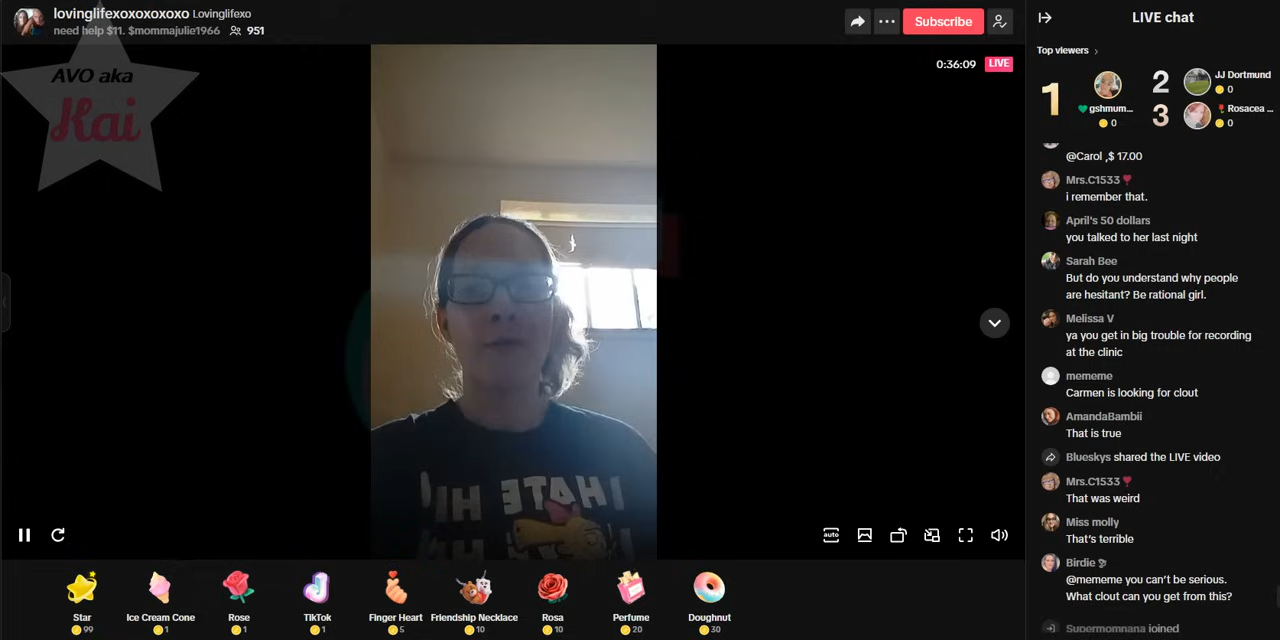 lovinglifexoxoxoxoxo Lovinglifexo
need help $11. $mommajulie1966 951
Subscribe
AVO aka
Kai
0:36:09 LIVE
LIVE chat
Top viewers
1 gshmum... 0
2 JJ Dortmund 0
3 Rosacea ... 0
@Carol ,$ 17.00
Mrs.C1533
i remember that.
April's 50 dollars
you talked to her last night
Sarah Bee
But do you understand why people
are hesitant? Be rational girl.
Melissa V
ya you get in big trouble for recording
at the clinic
mememe
Carmen is looking for clout
AmandaBambii
That is true
Blueskys shared the LIVE video
Mrs.C1533
That was weird
Miss molly
That's terrible
Birdie
@mememe you can't be serious.
What clout can you get from this?
Supermomnana joined
I HATE
auto
Star
99
Ice Cream Cone
1
Rose
1
TikTok
1
Finger Heart
5
Friendship Necklace
10
Rosa
10
Perfume
20
Doughnut
30